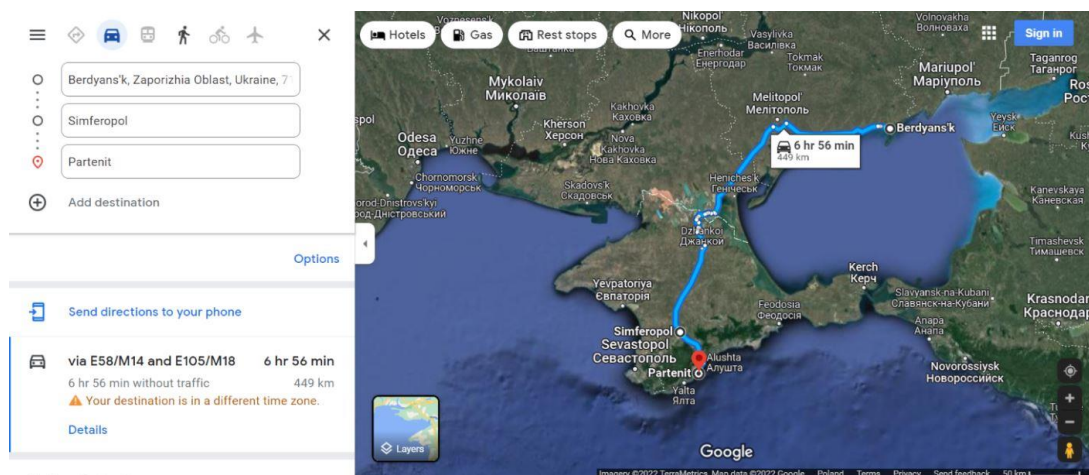 Berdyans'k, Zaporizhia Oblast, Ukraine, 7
Simferopol
Partenit
Add destination
Options
Send directions to your phone
via E58/M14 and E105/M18 6 hr 56 min
6 hr 56 min without traffic 449 km
Your destination is in a different time zone.
Details
Hotels
Gas
Rest stops
More
Sign in
Nikopol'
Нікополь
Volnovakha
Волноваха
Vasylivka
Василівка
Enerhodar
Енергодар
Tokmak
Токмак
Mariupol'
Маріуполь
Taganrog
Таганрог
Mykolaiv
Миколаїв
Melitopol'
Мелітополь
Kakhovka
Каховка
Kherson
Херсон
Nova
Kakhovka
Нова Каховка
Odesa
Одеса
Yuzhne
Южне
Berdyans'k
Yeysk
Ейск
6 hr 56 min
449 km
Chornomorsk
Чорноморськ
Skadovs'k
Скадовськ
Heniches'k
Генічеськ
Kanevskaya
Каневская
orod-Dnistrovs'kyi
род-Дністровський
Dzhankoi
Джанкой
Timashevsk
Тимашевск
Kerch
Керч
Yevpatoriya
Євпаторія
Feodosia
Феодосія
Slavyansk-na-Kubani
Славянск-на-Кубани
Krasnodar
Краснодар
Anapa
Анапа
Simferopol
Sevastopol
Севастополь
Alushta
Алушта
Partenit
Yalta
Ялта
Novorossiysk
Новороссийск
Layers
Google
Imagery ©2022 TerraMetrica, Map data ©2022 Google Poland Terms Privacy Send feedback 50 km